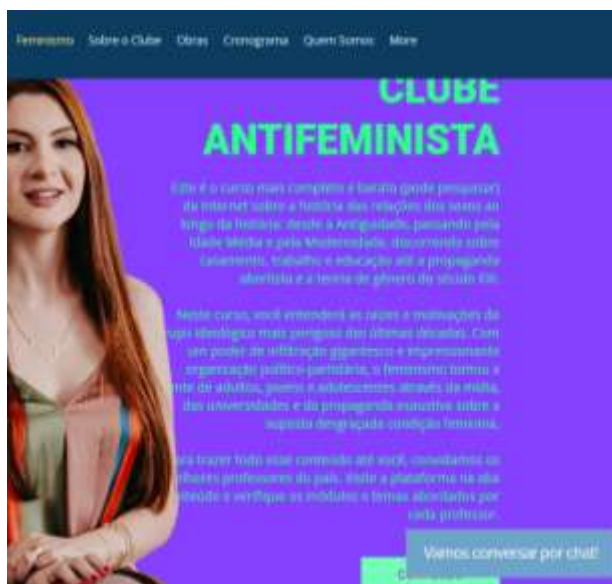 Feminismo Sobre o Clube Obras Cronograma Quem Somos More
CLUBE
ANTIFEMINISTA
Este é o curso mais completo e barato (pode pesquisar)
da internet sobre a história das relações dos sexos ao
longo da história: desde a Antiguidade, passando pela
Idade Média e pela Modernidade, discorrendo sobre
casamento, trabalho e educação até a propaganda
abortista e a teoria de gênero do século XXI.
Neste curso, você entenderá as raízes e motivações do
grupo ideológico mais perigoso das últimas décadas. Com
um poder de infiltração gigantesco e impressionante
organização político-partidária, o feminismo tomou a
mente de adultos, jovens e adolescentes através da mídia,
das universidades e da propaganda exaustiva sobre a
suposta desgraçada condição feminina.
ra trazer todo esse conteúdo até você, convidamos os
melhores professores do país. Visite a plataforma na aba
conteúdo e verifique os módulos e temas abordados por
cada professor.
Vamos conversar por chat!